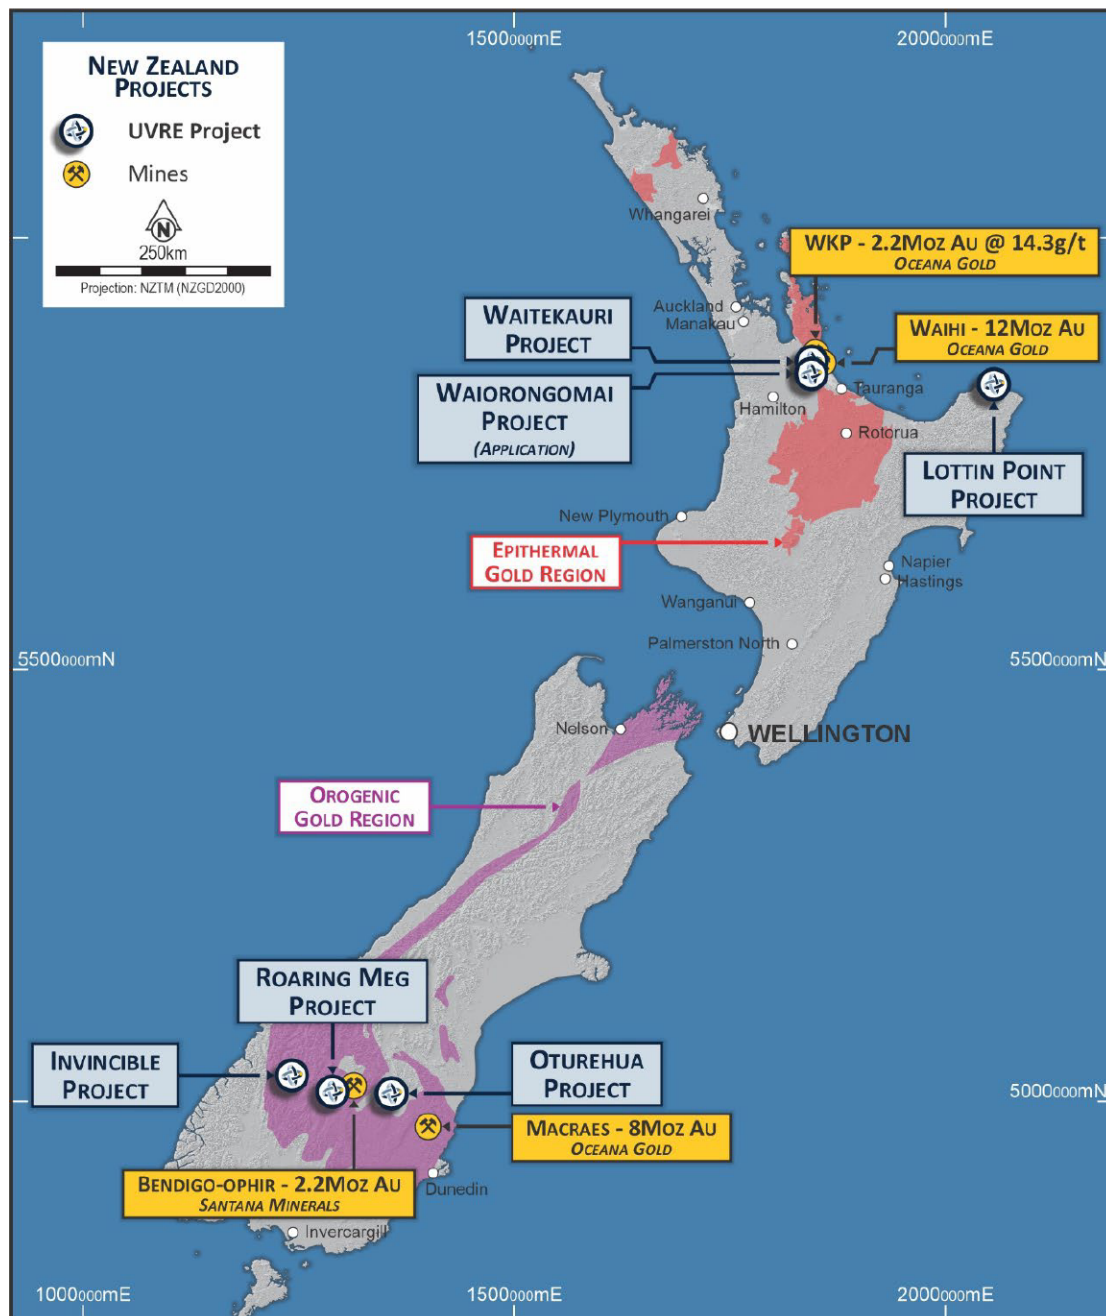 1500000mE
2000000mE
NEW ZEALAND
PROJECTS
UVRE Project
Mines
N
250km
Projection: NZTM (NZGD2000)
Whangarei
WKP - 2.2MOZ AU @ 14.3G/T
OCEANA GOLD
Auckland
Manakau
WAITEKAURI
PROJECT
WAIHI - 12MOZ AU
OCEANA GOLD
WAIORONGOMAI
PROJECT
(APPLICATION)
Tauranga
Hamilton
Rotorua
LOTTIN POINT
PROJECT
New Plymouth
EPITHERMAL
GOLD REGION
Napier
Hastings
Wanganui
Palmerston North
5500000mN
5500000mN
Nelson
WELLINGTON
OROGENIC
GOLD REGION
ROARING MEG
PROJECT
INVINCIBLE
PROJECT
OTUREHUA
PROJECT
5000000mN
MACRAES - 8MOZ AU
OCEANA GOLD
BENDIGO-OPHIR - 2.2MOZ AU
SANTANA MINERALS
Dunedin
Invercargill
1000000mE
1500000mE
2000000mE